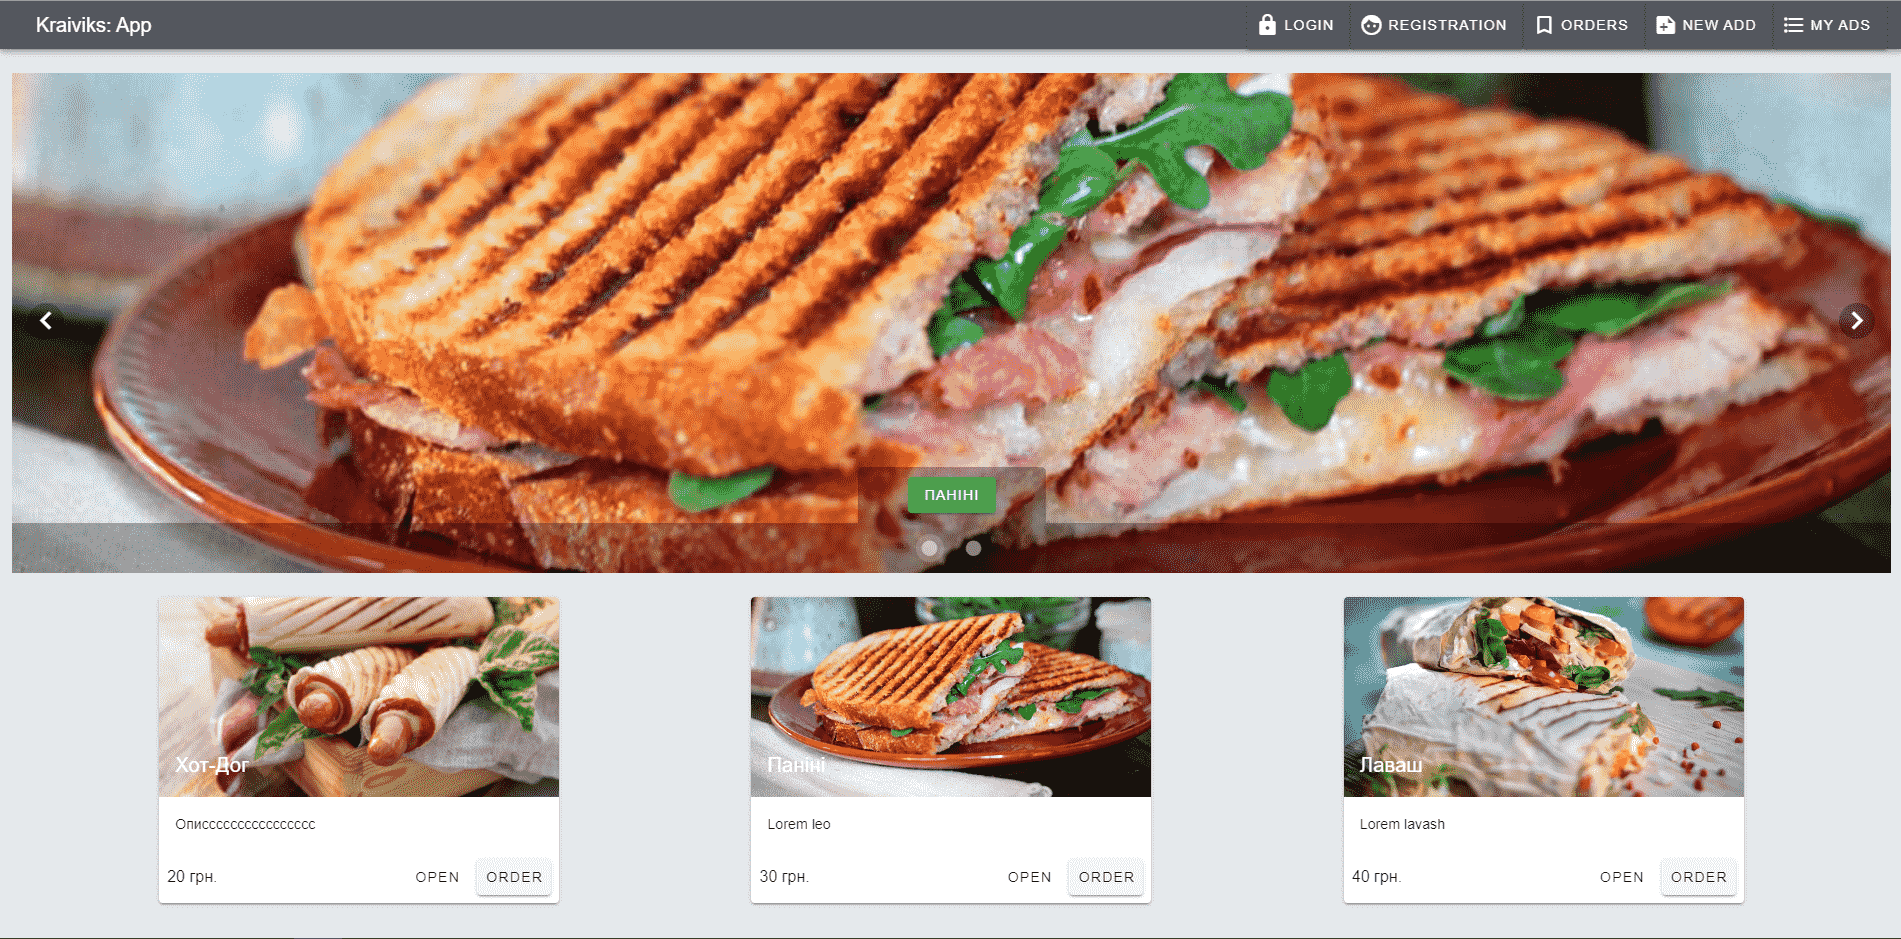 Kraiviks: App
LOGIN
REGISTRATION
ORDERS
NEW ADD
MY ADS
ПАНІНІ
Хот-Дог
Описссссссссссссссс
20 грн.
OPEN
ORDER
Паніні
Lorem leo
30 грн.
OPEN
ORDER
Лаваш
Lorem lavash
40 грн.
OPEN
ORDER